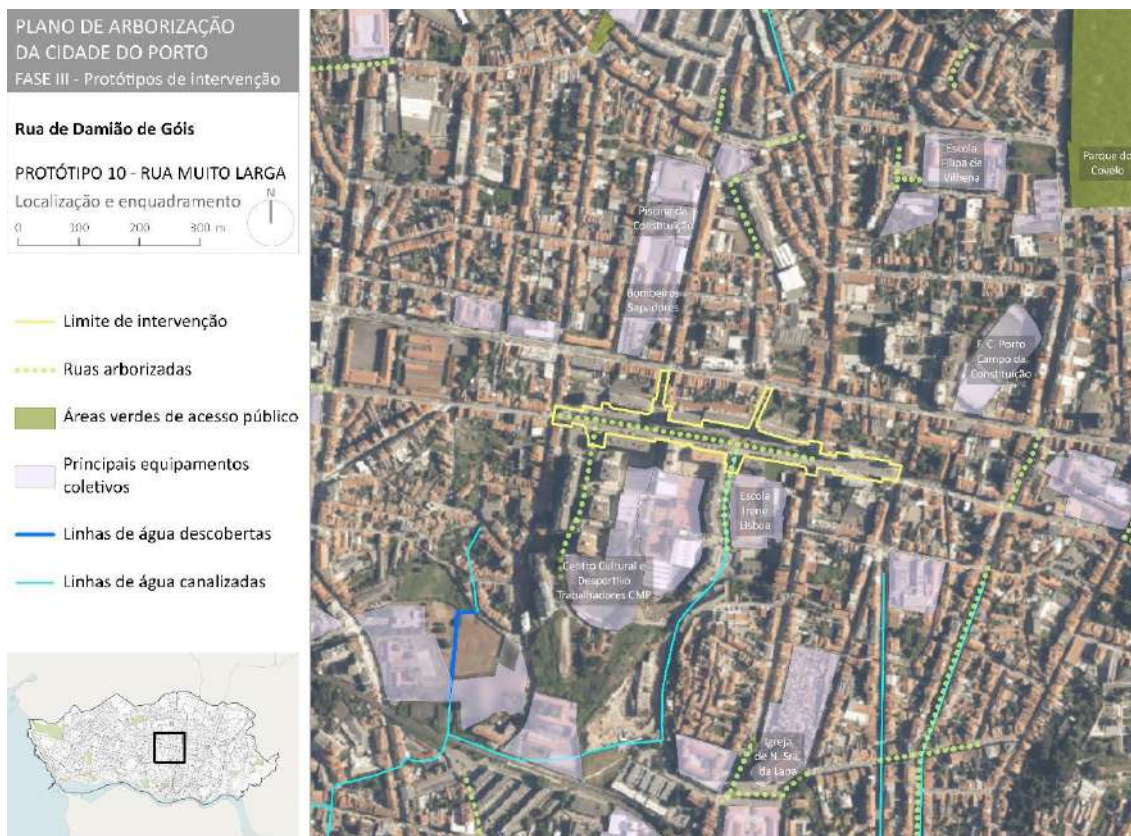 PLANO DE ARBORIZAÇÃO
DA CIDADE DO PORTO
FASE III - Protótipos de intervenção
Rua de Damião de Góis
PROTÓTIPO 10 - RUA MUITO LARGA
Localização e enquadramento
N
0 100 200 300 m
Limite de intervenção
Ruas arborizadas
Áreas verdes de acesso público
Principais equipamentos
coletivos
Linhas de água descobertas
Linhas de água canalizadas
Escola
Filipa de
Vilhena
Parque do
Covelo
Piscina da
Constituição
Bombeiros
Sapadores
F. C. Porto
Campo da
Constituição
Escola
Irene
Lisboa
Centro Cultural e
Desportivo
Trabalhadores CMP
Igreja
de N. Sra.
da Lapa